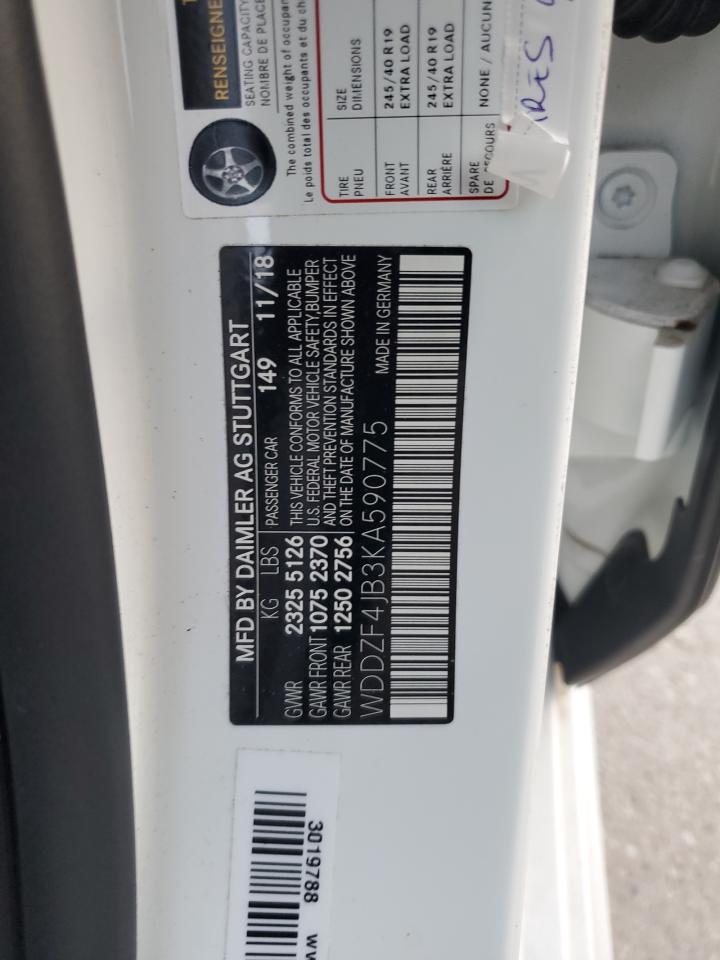 RENSEIGNE
SEATING CAPACITY
NOMBRE DE PLACE
The combined weight of occupan
Le poids total des occupants et du ch
TIRE SIZE
PNEU DIMENSIONS
FRONT 245/40 R19
AVANT EXTRA LOAD
REAR 245/40 R19
ARRIÈRE EXTRA LOAD
SPARE NONE / AUCUN
DE SECOURS
MFD BY DAIMLER AG STUTTGART
KG LBS PASSENGER CAR 149 11/18
GVWR 2325 5126 THIS VEHICLE CONFORMS TO ALL APPLICABLE
GAWR FRONT 1075 2370 U.S. FEDERAL MOTOR VEHICLE SAFETY,BUMPER
AND THEFT PREVENTION STANDARDS IN EFFECT
GAWR REAR 1250 2756 ON THE DATE OF MANUFACTURE SHOWN ABOVE
WDDZF4JB3KA590775 MADE IN GERMANY
3019788